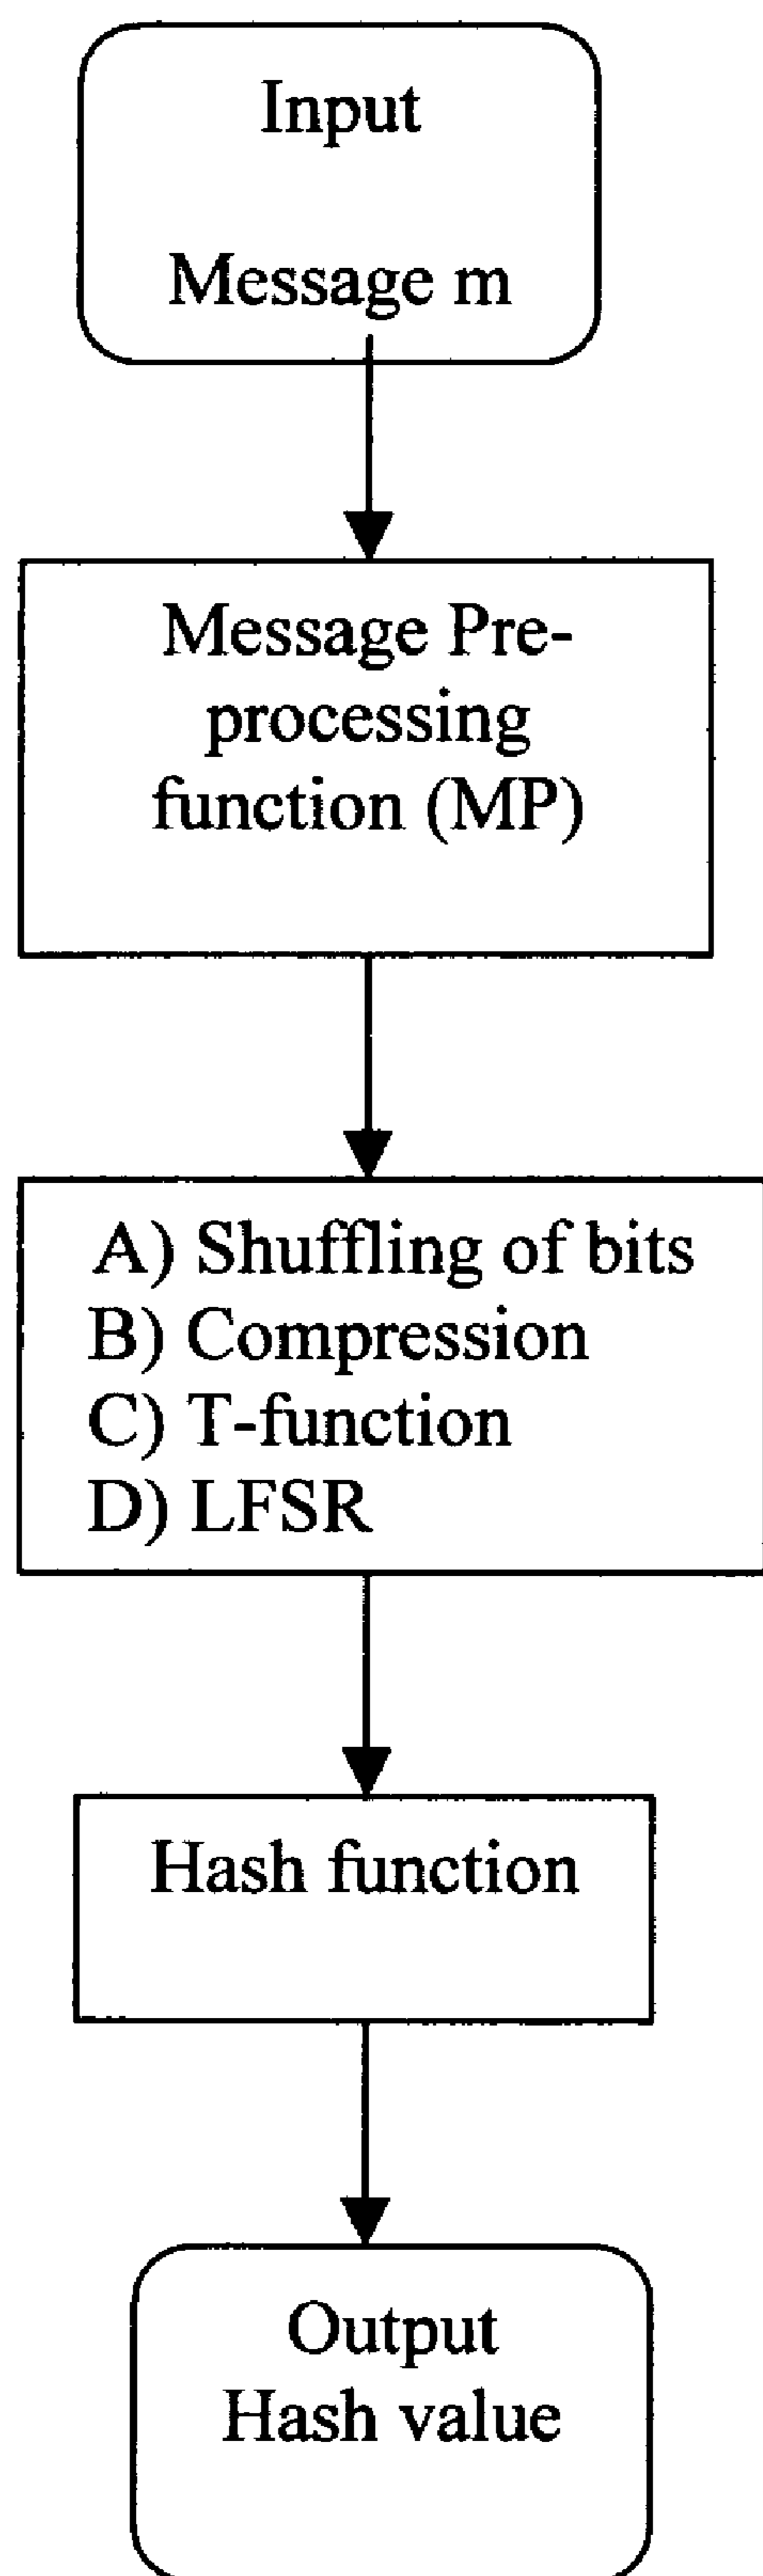 Input
Message m
Message Pre-
processing
function (MP)
A) Shuffling of bits
B) Compression
C) T-function
D) LFSR
Hash function
Output
Hash value